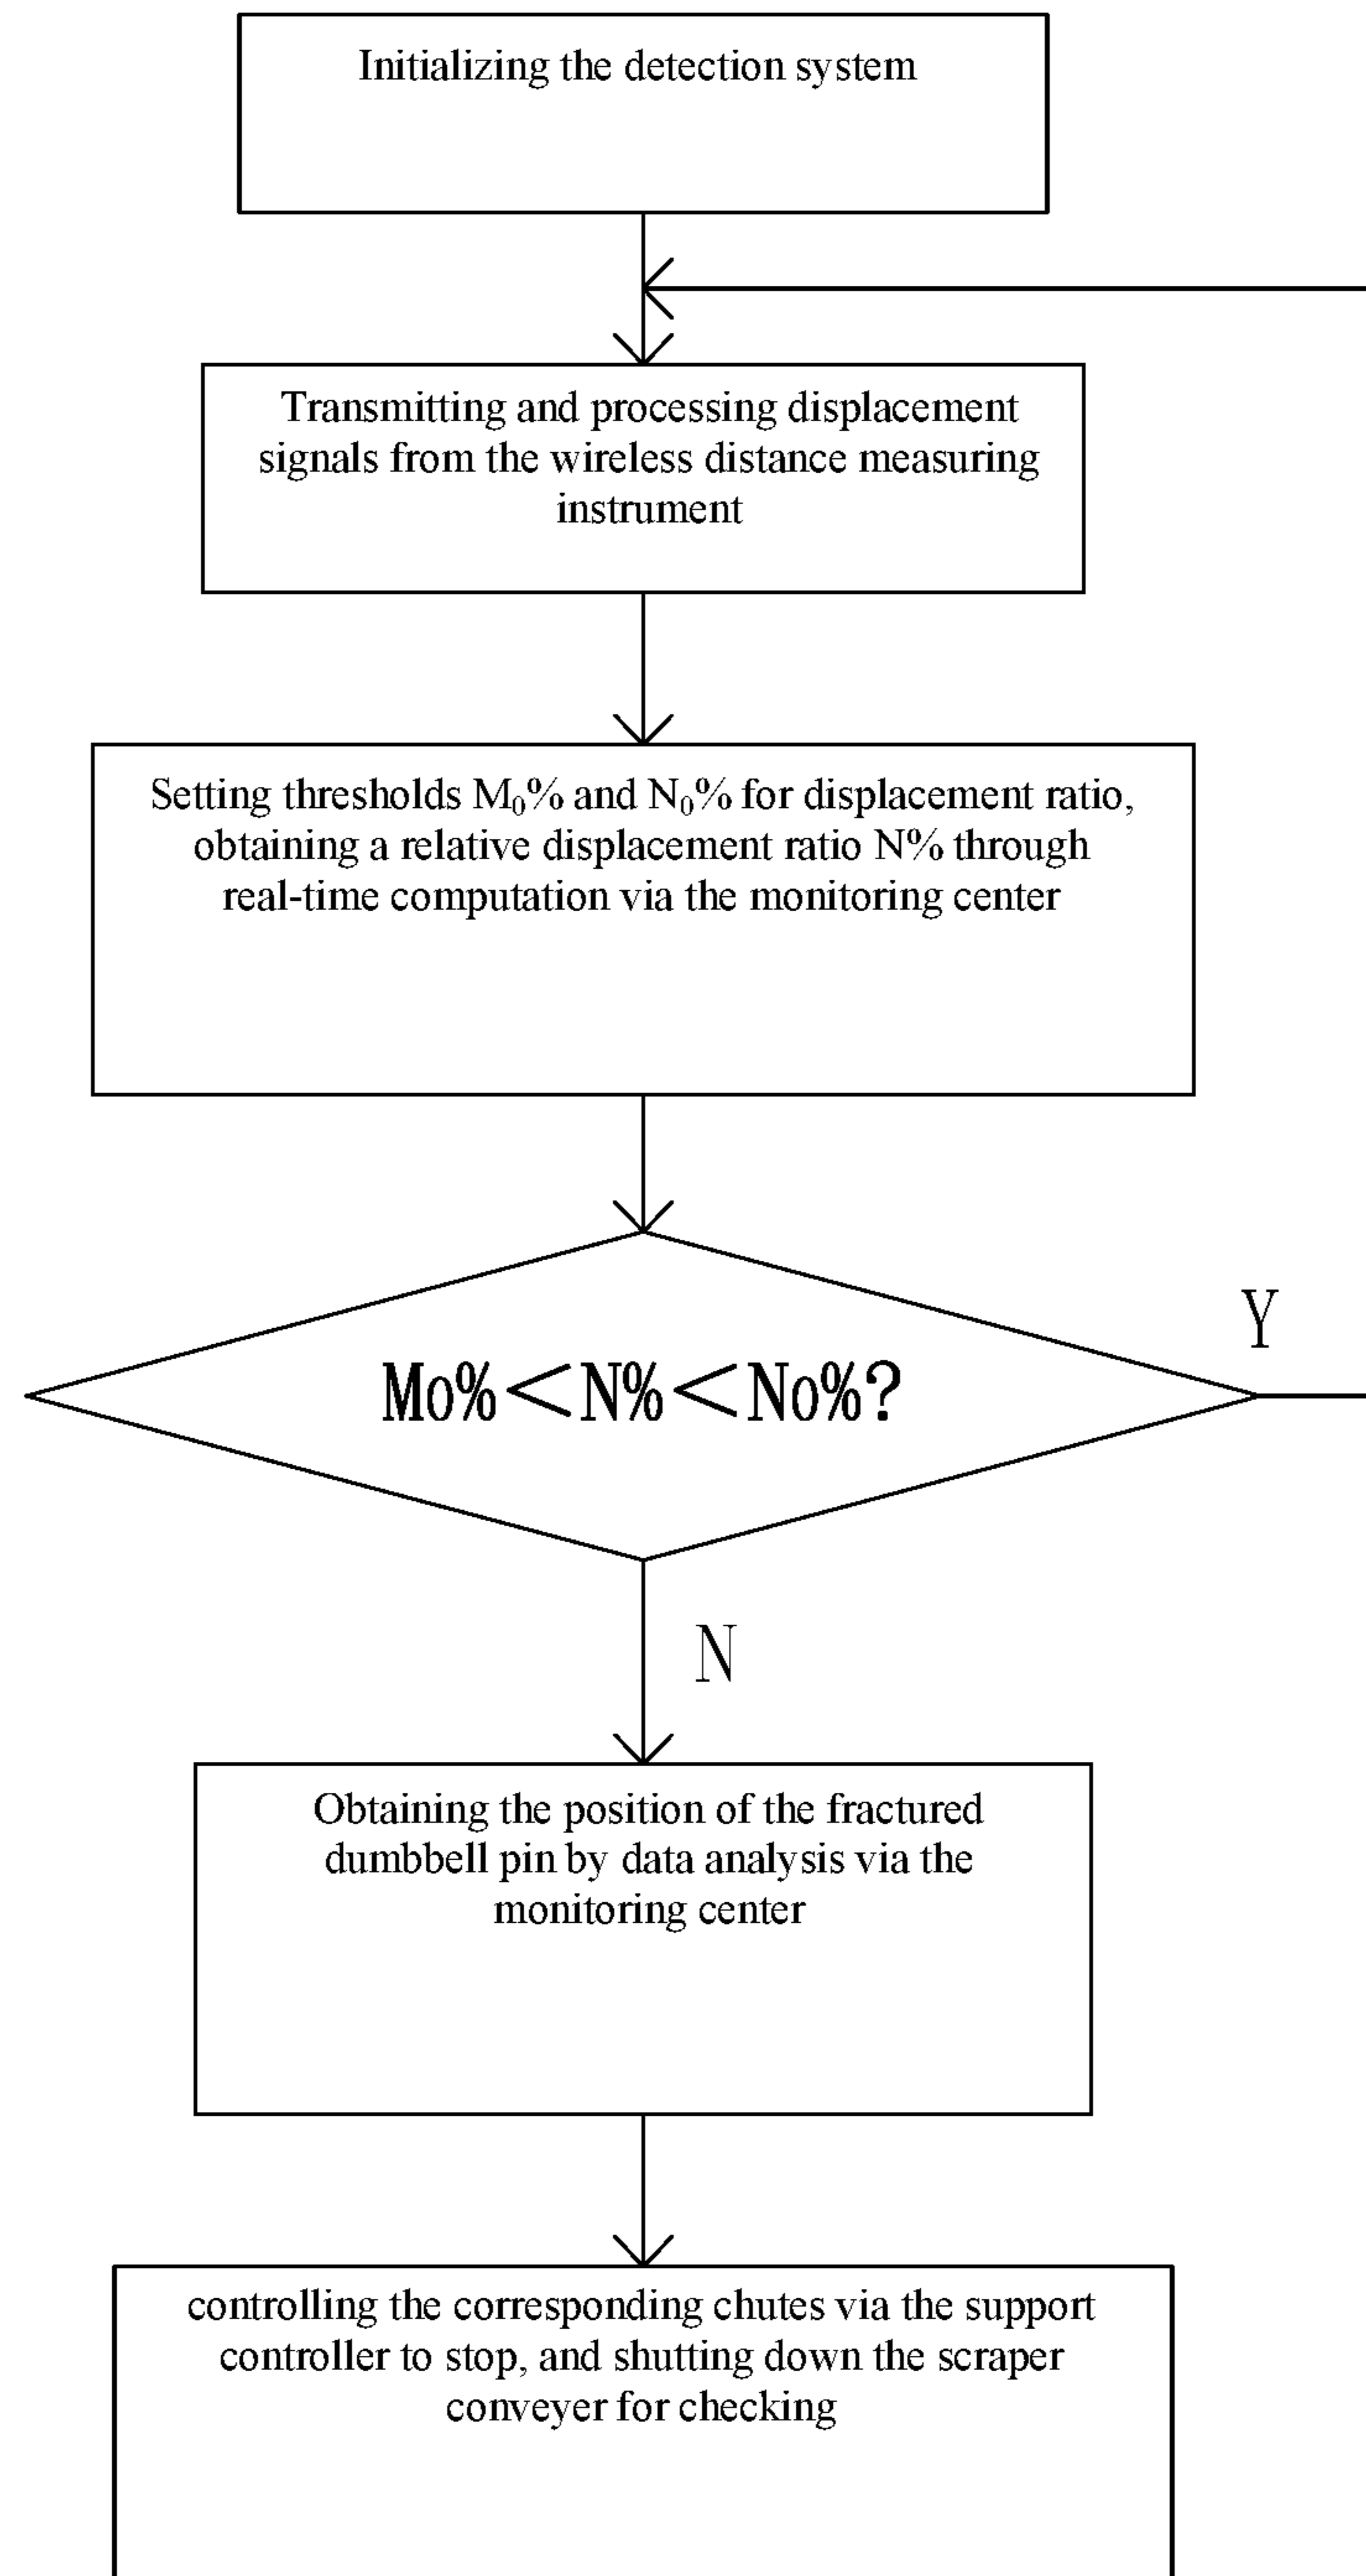 Initializing the detection system
Transmitting and processing displacement
signals from the wireless distance measuring
instrument
Setting thresholds M₀% and N₀% for displacement ratio,
obtaining a relative displacement ratio N% through
real-time computation via the monitoring center
Y
Mo%<N%<No%?
N
Obtaining the position of the fractured
dumbbell pin by data analysis via the
monitoring center
controlling the corresponding chutes via the support
controller to stop, and shutting down the scraper
conveyer for checking